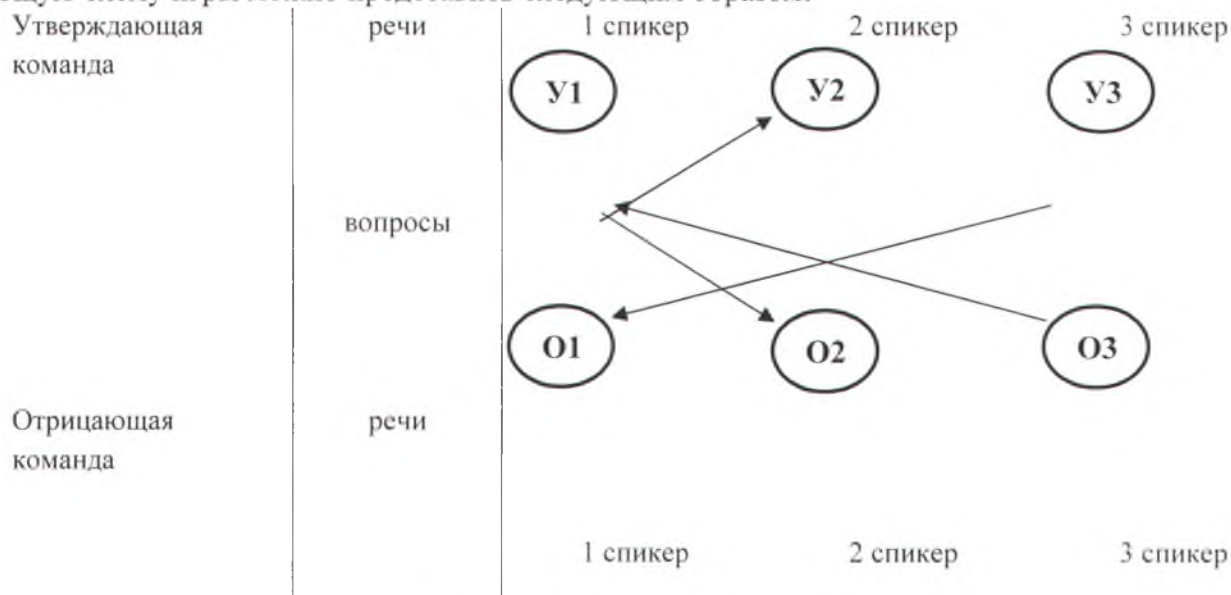 Утверждающая речи 1 спикер 2 спикер 3 спикер
команда
У1 У2 У3
вопросы
О1 О2 О3
Отрицающая речи
команда
1 спикер 2 спикер 3 спикер